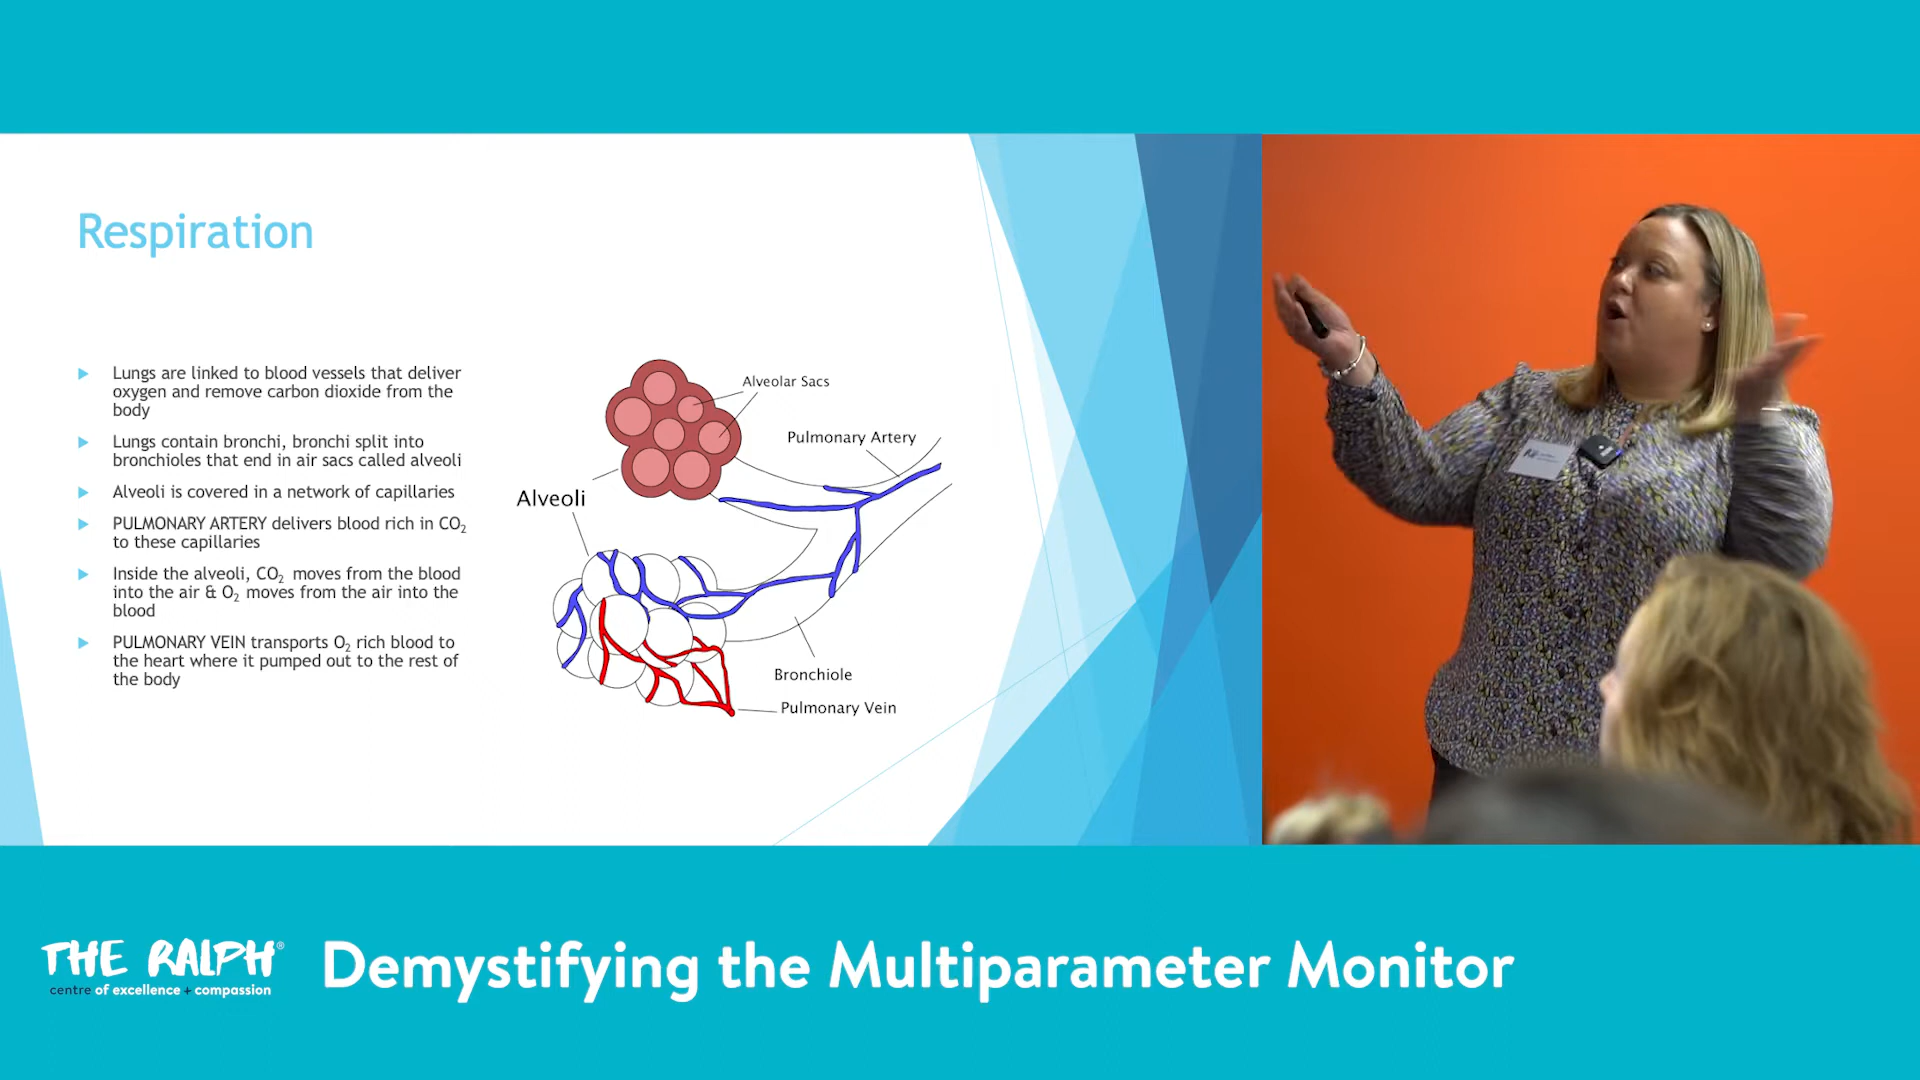 Respiration
Lungs are linked to blood vessels that deliver
oxygen and remove carbon dioxide from the
body
Lungs contain bronchi, bronchi split into
bronchioles that end in air sacs called alveoli
Alveoli is covered in a network of capillaries
PULMONARY ARTERY delivers blood rich in CO₂
to these capillaries
Inside the alveoli, CO₂ moves from the blood
into the air & O₂ moves from the air into the
blood
PULMONARY VEIN transports O₂ rich blood to
the heart where it pumped out to the rest of
the body
Alveolar Sacs
Pulmonary Artery
Alveoli
Bronchiole
Pulmonary Vein
THE RALPH®
centre of excellence + compassion
Demystifying the Multiparameter Monitor